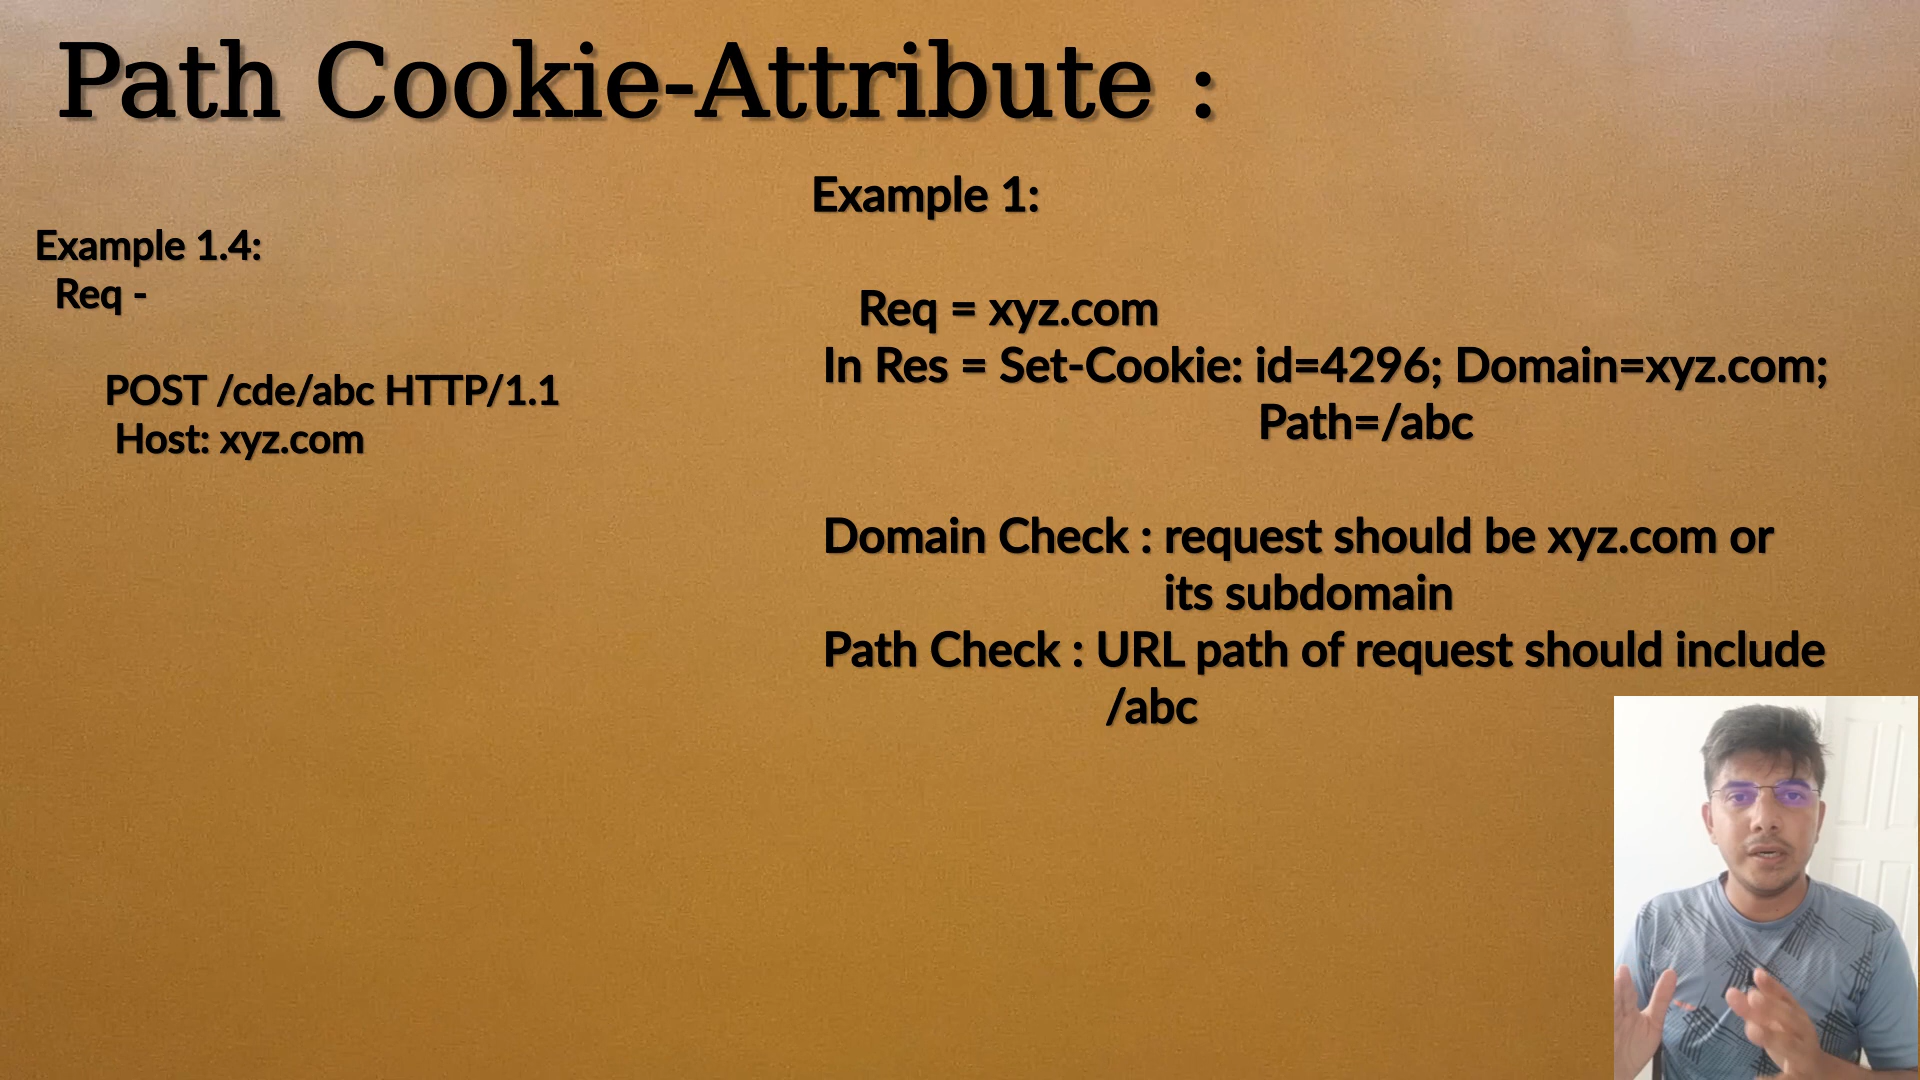 Path Cookie-Attribute :
Example 1.4:
Req -
POST /cde/abc HTTP/1.1
Host: xyz.com
Example 1:
Req = xyz.com
In Res = Set-Cookie: id=4296; Domain=xyz.com;
Path=/abc
Domain Check : request should be xyz.com or
its subdomain
Path Check : URL path of request should include
/abc